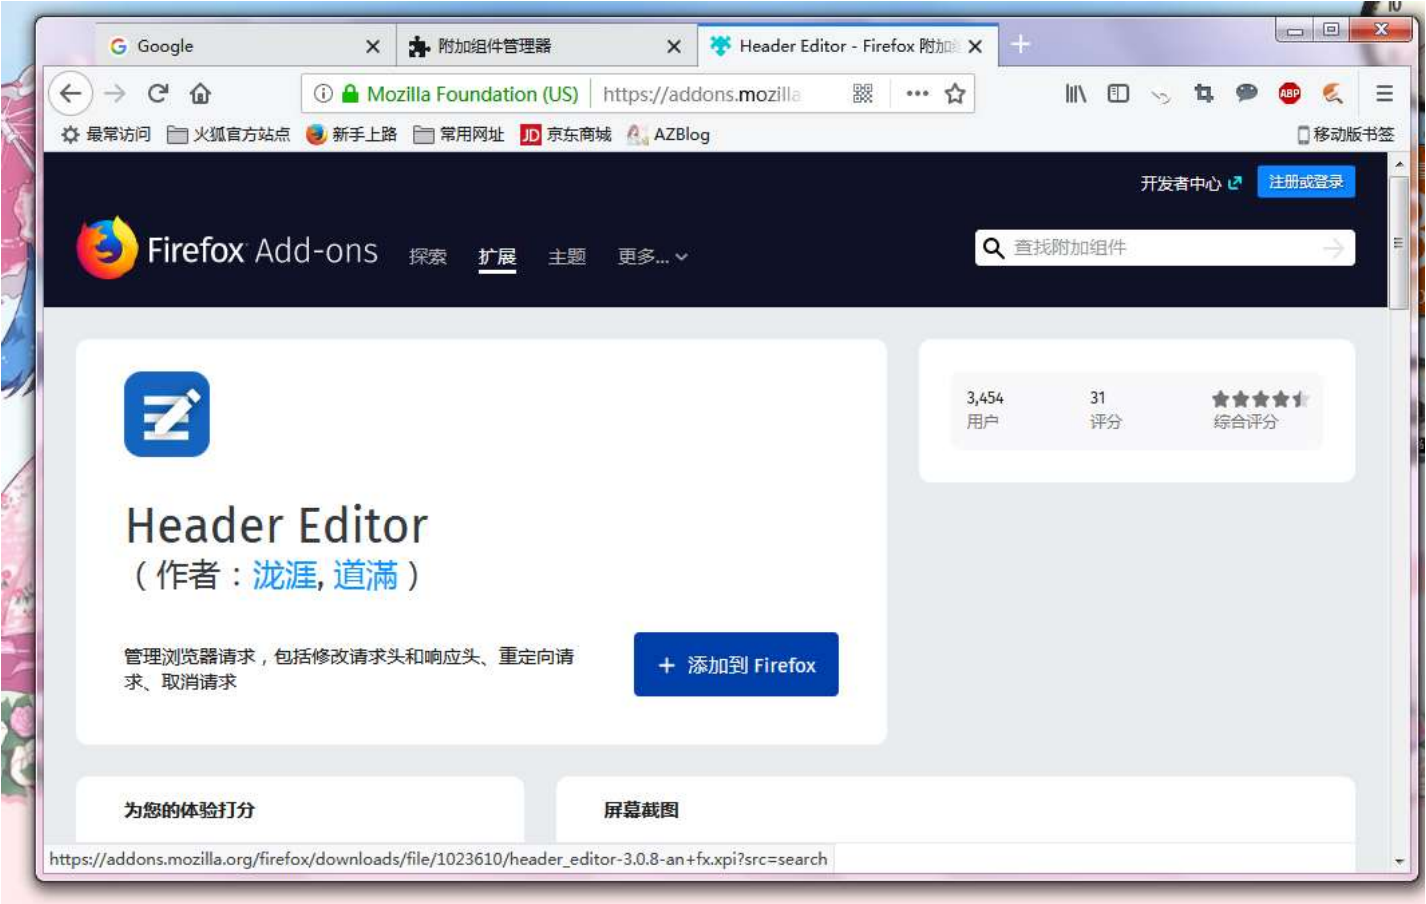 10
Google
附加组件管理器
Header Editor - Firefox 附加
Mozilla Foundation (US)
https://addons.mozilla
ABP
最常访问
火狐官方站点
新手上路
常用网址
JD 京东商城
AZBlog
移动版书签
开发者中心
注册或登录
Firefox Add-ons
探索
扩展
主题
更多...
查找附加组件
3,454
用户
31
评分
综合评分
Header Editor
（作者：泷涯, 道滿）
管理浏览器请求，包括修改请求头和响应头、重定向请
求、取消请求
+ 添加到 Firefox
为您的体验打分
屏幕截图
https://addons.mozilla.org/firefox/downloads/file/1023610/header_editor-3.0.8-an+fx.xpi?src=search